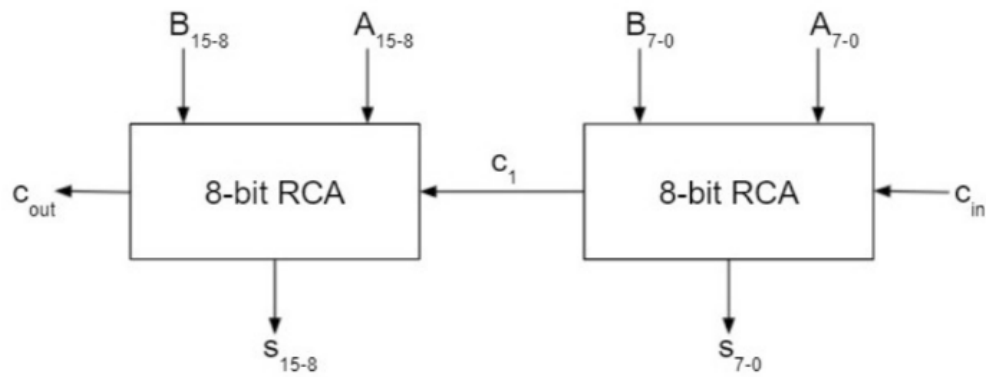 B15-8 A15-8 B7-0 A7-0
cout 8-bit RCA c1 8-bit RCA cin
s15-8 s7-0